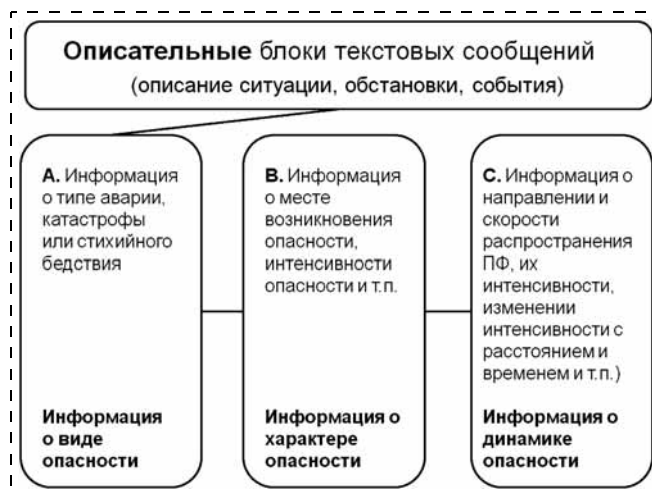 Описательные блоки текстовых сообщений
(описание ситуации, обстановки, события)
А. Информация
о типе аварии,
катастрофы
или стихийного
бедствия
Информация
о виде
опасности
В. Информация
о месте
возникновения
опасности,
интенсивности
опасности и т.п.
Информация о
характере
опасности
С. Информация о
направлении и
скорости
распространения
ПФ, их
интенсивности,
изменении
интенсивности с
расстоянием и
временем и т.п.)
Информация о
динамике
опасности